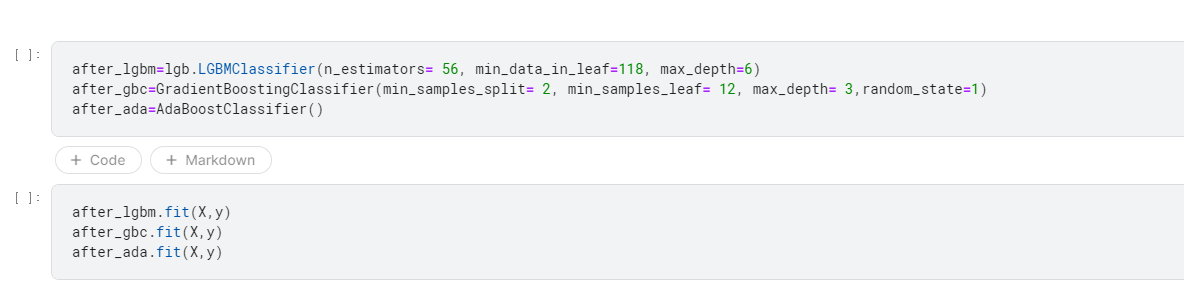 [ ]:
after_lgbm=lgb.LGBMClassifier(n_estimators= 56, min_data_in_leaf=118, max_depth=6)
after_gbc=GradientBoostingClassifier(min_samples_split= 2, min_samples_leaf= 12, max_depth= 3,random_state=1)
after_ada=AdaBoostClassifier()
+ Code + Markdown
[ ]:
after_lgbm.fit(X,y)
after_gbc.fit(X,y)
after_ada.fit(X,y)